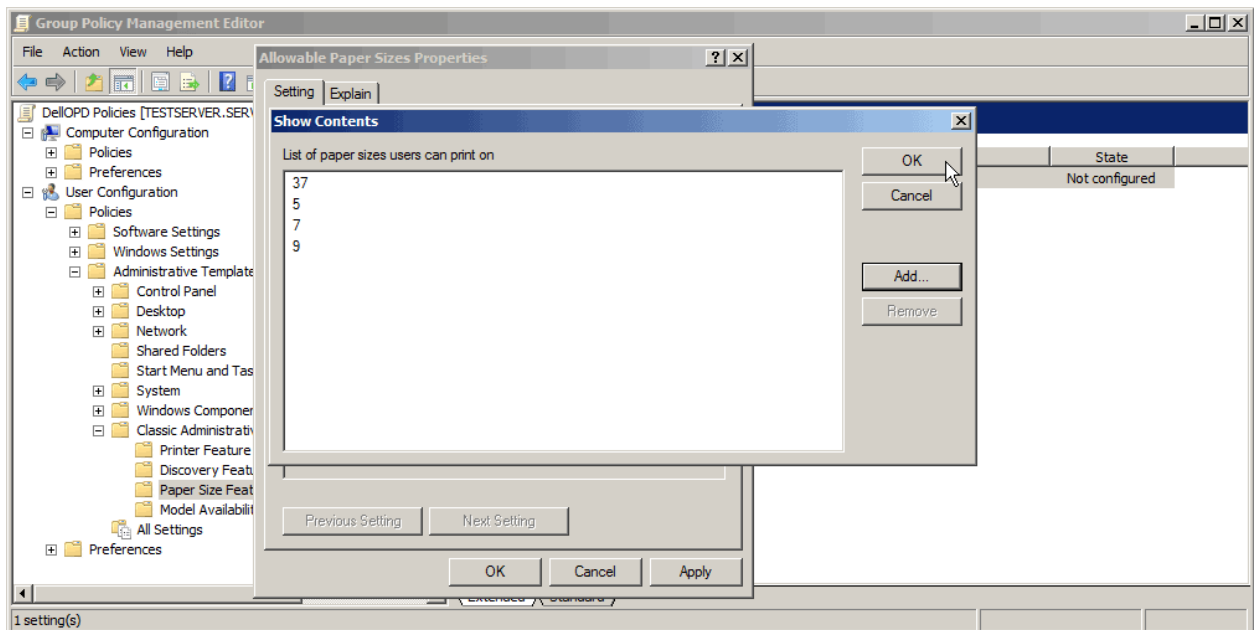 Group Policy Management Editor
File Action View Help
Allowable Paper Sizes Properties
Setting Explain
DellOPD Policies [TESTSERVER.SER
Computer Configuration
Policies
Preferences
User Configuration
Policies
Software Settings
Windows Settings
Administrative Template
Control Panel
Desktop
Network
Shared Folders
Start Menu and Tas
System
Windows Componer
Classic Administrativ
Printer Feature
Discovery Featu
Paper Size Feat
Model Availabilit
All Settings
Preferences
Show Contents
List of paper sizes users can print on
37
5
7
9
OK
Cancel
Add...
Remove
State
Not configured
Previous Setting Next Setting
OK Cancel Apply
Extended Standard
1 setting(s)